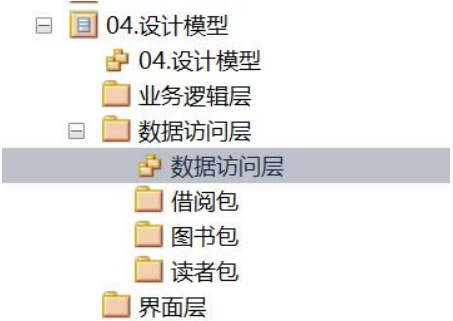 04.设计模型
04.设计模型
业务逻辑层
数据访问层
数据访问层
借阅包
图书包
读者包
界面层